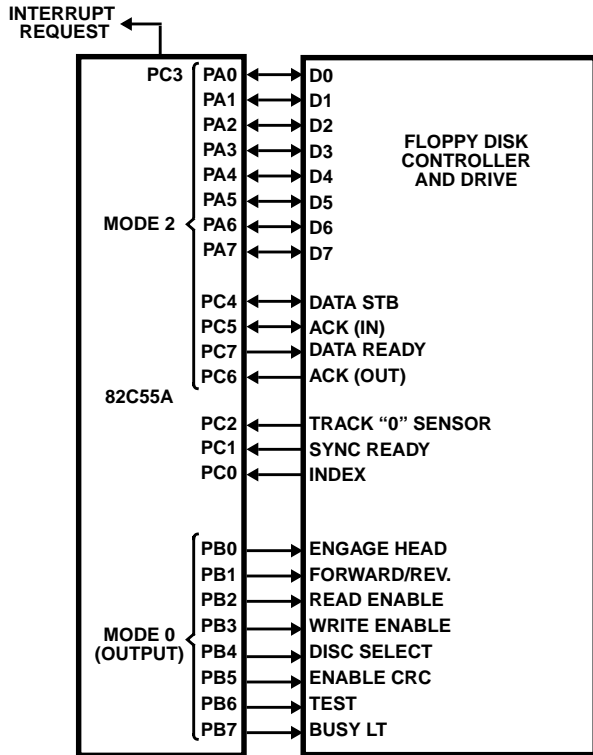 INTERRUPT
REQUEST
PC3 PA0 D0
PA1 D1
PA2 D2
PA3 D3
PA4 D4
PA5 D5
PA6 D6
PA7 D7
MODE 2
FLOPPY DISK
CONTROLLER
AND DRIVE
PC4 DATA STB
PC5 ACK (IN)
PC7 DATA READY
PC6 ACK (OUT)
82C55A
PC2 TRACK “0” SENSOR
PC1 SYNC READY
PC0 INDEX
PB0 ENGAGE HEAD
PB1 FORWARD/REV.
PB2 READ ENABLE
PB3 WRITE ENABLE
PB4 DISC SELECT
PB5 ENABLE CRC
PB6 TEST
PB7 BUSY LT
MODE 0
(OUTPUT)